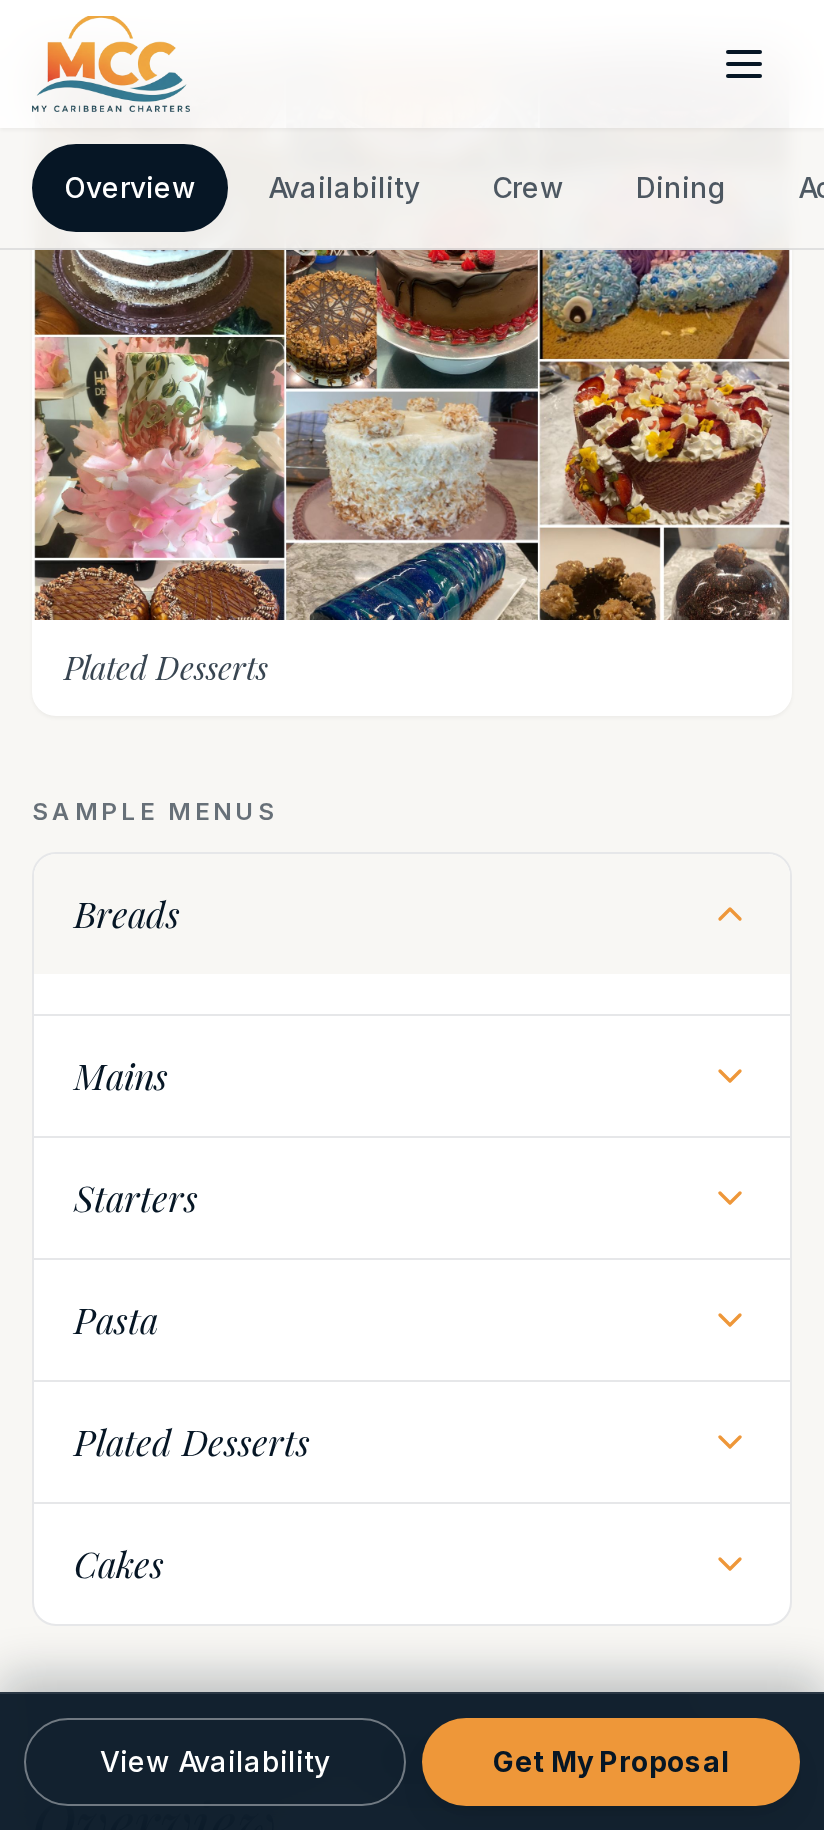 MCC
MY CARIBBEAN CHARTERS
Overview Availability Crew Dining
Plated Desserts
SAMPLE MENUS
Breads
Mains
Starters
Pasta
Plated Desserts
Cakes
View Availability Get My Proposal